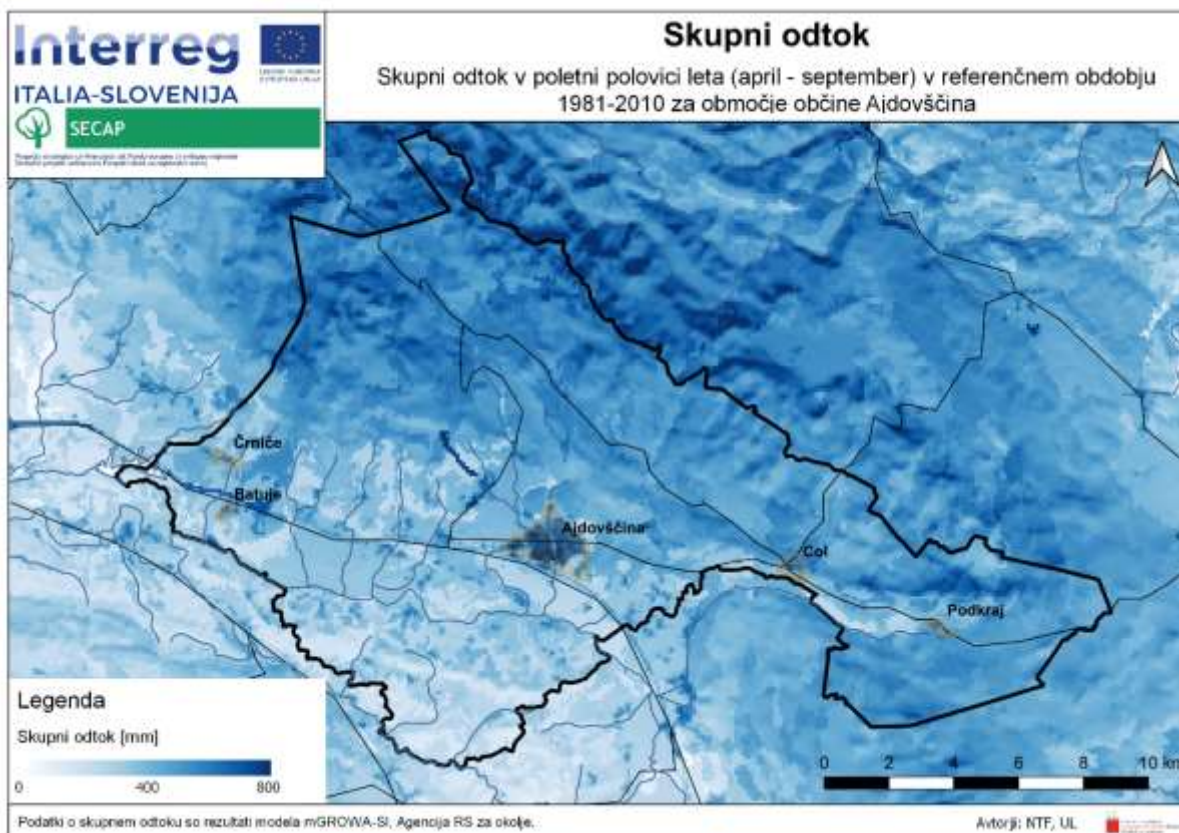 Interreg
ITALIA-SLOVENIJA
SECAP
Skupni odtok
Skupni odtok v poletni polovici leta (april - september) v referenčnem obdobju
1981-2010 za območje občine Ajdovščina
Črniče
Batuje
Ajdovščina
Col
Podkraj
Legenda
Skupni odtok [mm]
0 400 800
0 2 4 6 8 10 km
Podatki o skupnem odtoku so rezultati modela mGROWA-SI, Agencija RS za okolje.
Avtorji: NTF, UL